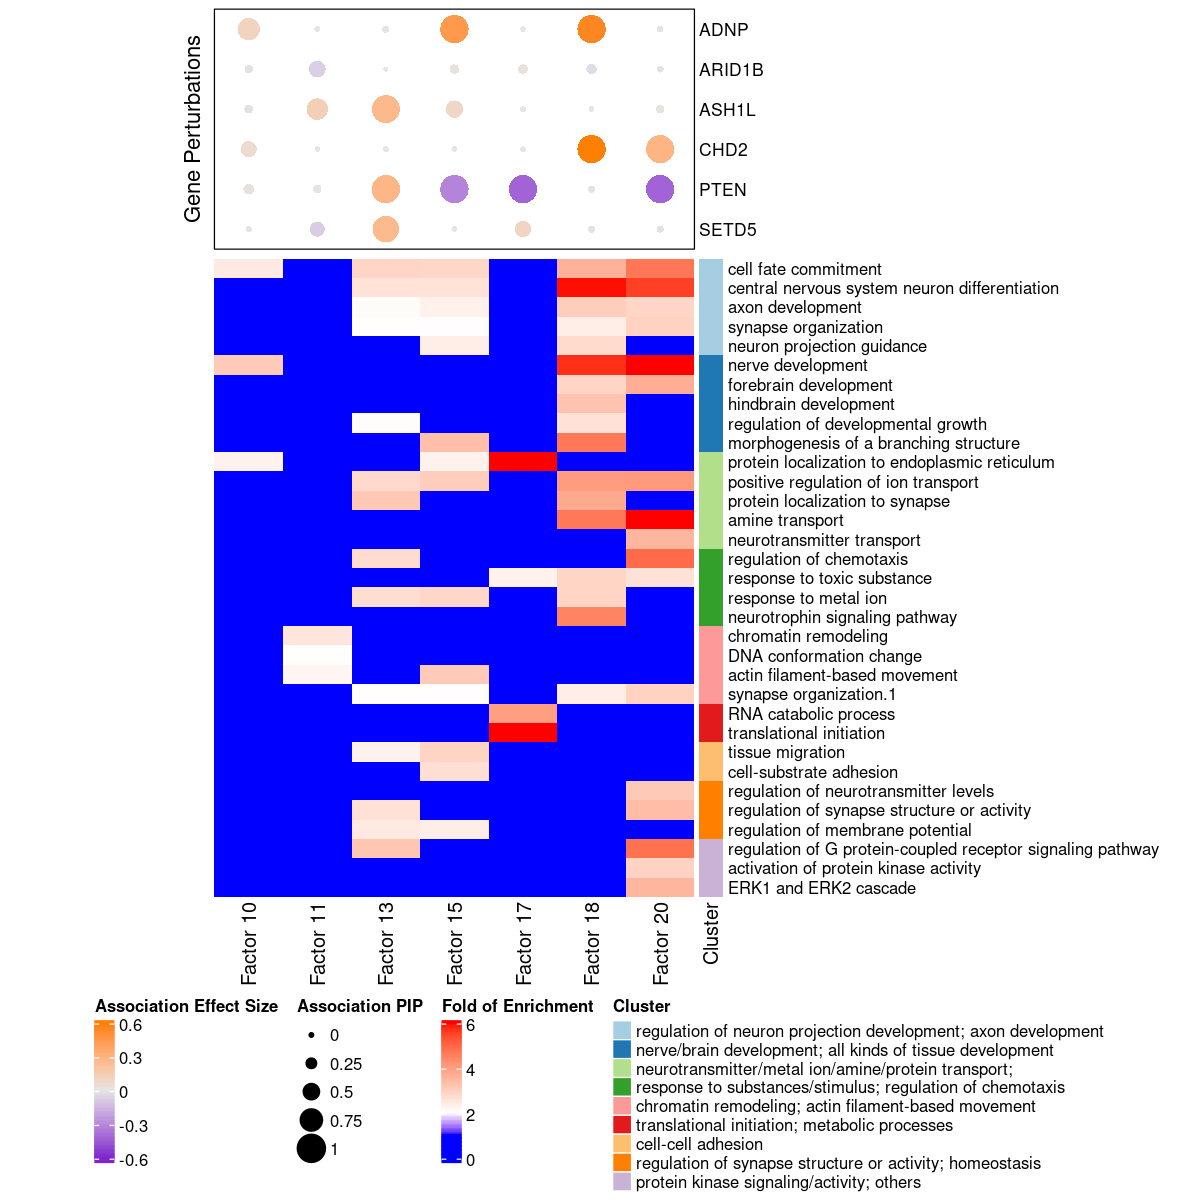 Gene Perturbations
ADNP
ARID1B
ASH1L
CHD2
PTEN
SETD5
cell fate commitment
central nervous system neuron differentiation
axon development
synapse organization
neuron projection guidance
nerve development
forebrain development
hindbrain development
regulation of developmental growth
morphogenesis of a branching structure
protein localization to endoplasmic reticulum
positive regulation of ion transport
protein localization to synapse
amine transport
neurotransmitter transport
regulation of chemotaxis
response to toxic substance
response to metal ion
neurotrophin signaling pathway
chromatin remodeling
DNA conformation change
actin filament-based movement
synapse organization.1
RNA catabolic process
translational initiation
tissue migration
cell-substrate adhesion
regulation of neurotransmitter levels
regulation of synapse structure or activity
regulation of membrane potential
regulation of G protein-coupled receptor signaling pathway
activation of protein kinase activity
ERK1 and ERK2 cascade
Factor 10
Factor 11
Factor 13
Factor 15
Factor 17
Factor 18
Factor 20
Cluster
Association Effect Size
0.6
0.3
0
-0.3
-0.6
Association PIP
0
0.25
0.5
0.75
1
Fold of Enrichment
6
4
2
0
Cluster
regulation of neuron projection development; axon development
nerve/brain development; all kinds of tissue development
neurotransmitter/metal ion/amine/protein transport;
response to substances/stimulus; regulation of chemotaxis
chromatin remodeling; actin filament-based movement
translational initiation; metabolic processes
cell-cell adhesion
regulation of synapse structure or activity; homeostasis
protein kinase signaling/activity; others